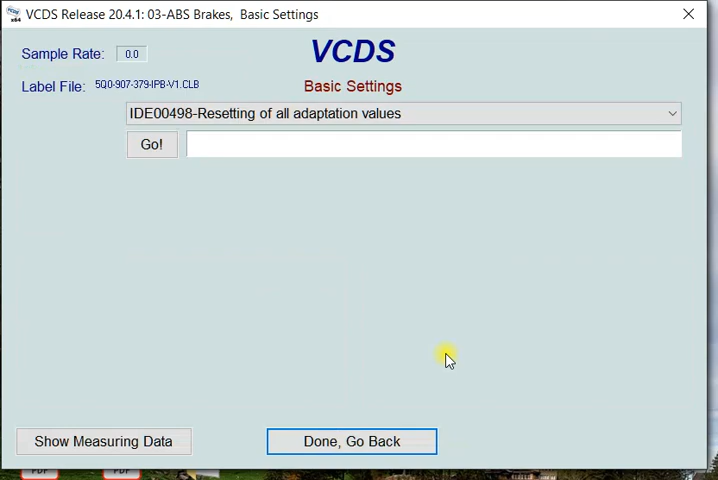 VCDS Release 20.4.1: 03-ABS Brakes,  Basic Settings
Sample Rate: 0.0
VCDS
Label File: 5Q0-907-379-IPB-V1.CLB
Basic Settings
IDE00498-Resetting of all adaptation values
Go!
Show Measuring Data
Done, Go Back
PDF PDF